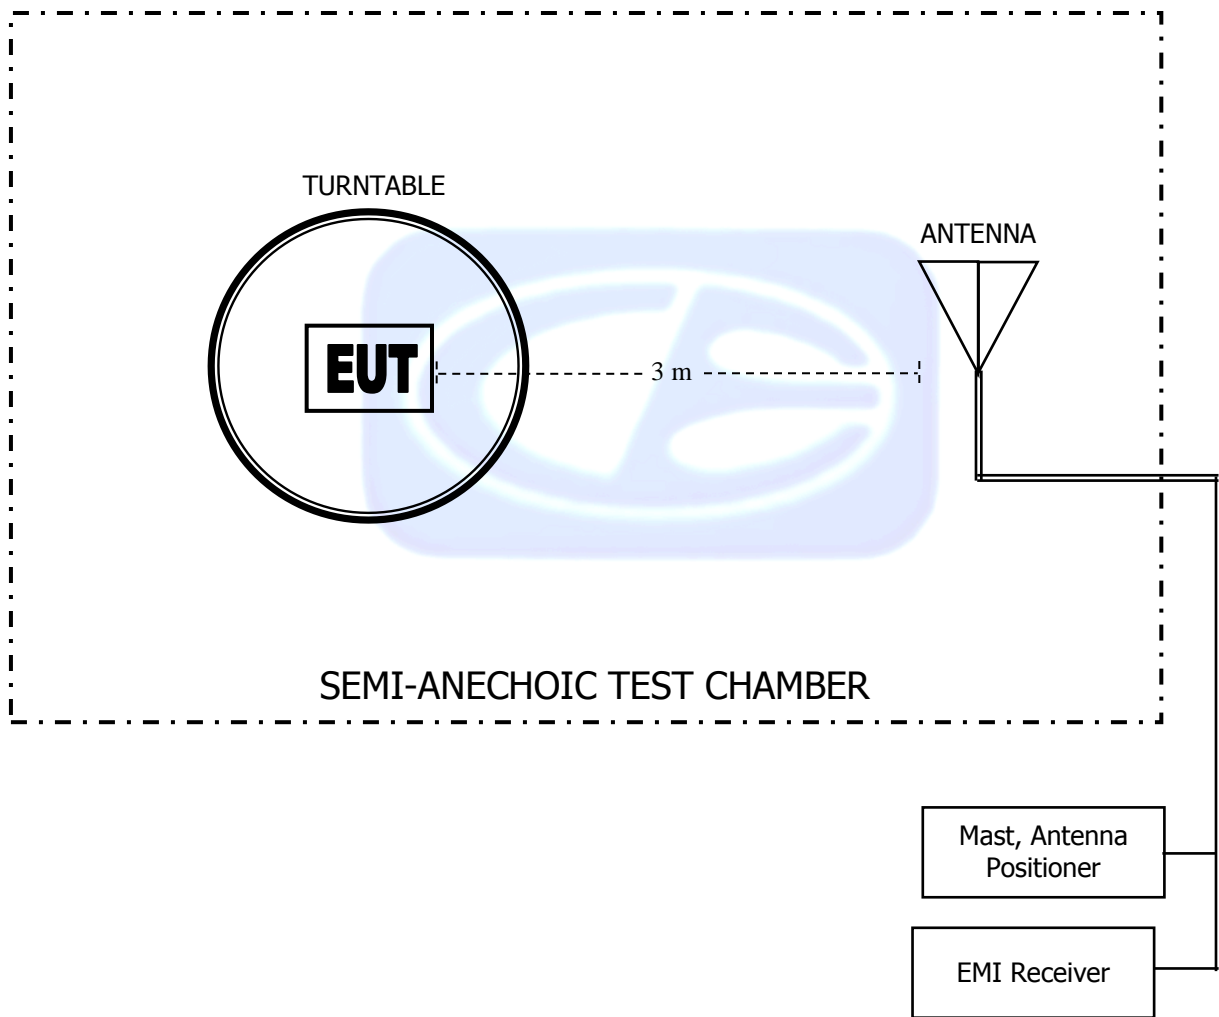 TURNTABLE
ANTENNA
EUT
3 m
SEMI-ANECHOIC TEST CHAMBER
Mast, Antenna
Positioner
EMI Receiver